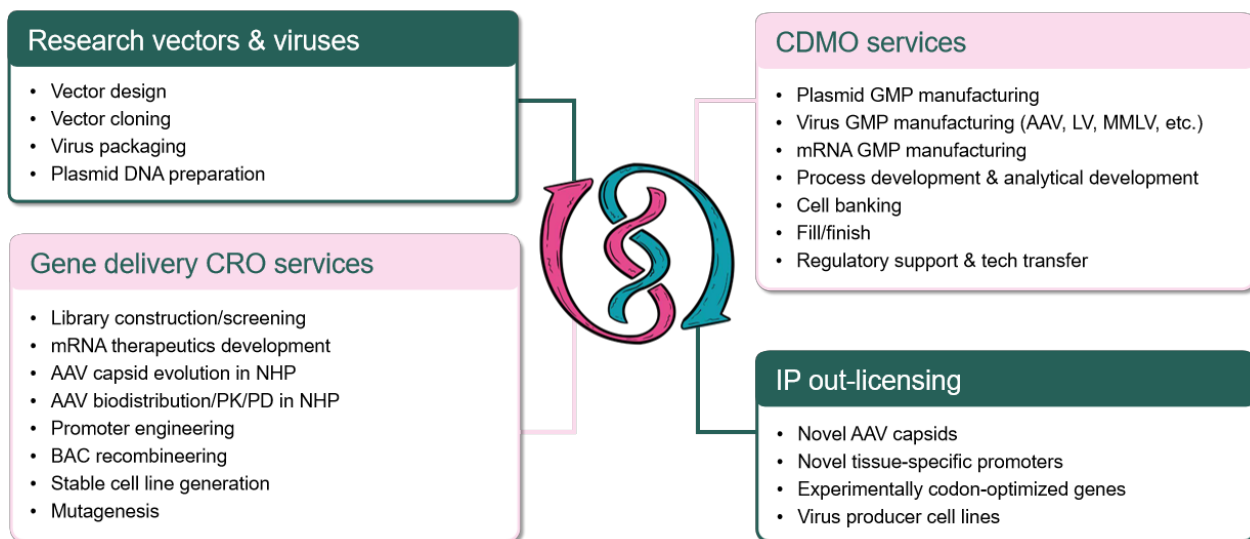 Research vectors & viruses
• Vector design
• Vector cloning
• Virus packaging
• Plasmid DNA preparation
Gene delivery CRO services
• Library construction/screening
• mRNA therapeutics development
• AAV capsid evolution in NHP
• AAV biodistribution/PK/PD in NHP
• Promoter engineering
• BAC recombineering
• Stable cell line generation
• Mutagenesis
CDMO services
• Plasmid GMP manufacturing
• Virus GMP manufacturing (AAV, LV, MMLV, etc.)
• mRNA GMP manufacturing
• Process development & analytical development
• Cell banking
• Fill/finish
• Regulatory support & tech transfer
IP out-licensing
• Novel AAV capsids
• Novel tissue-specific promoters
• Experimentally codon-optimized genes
• Virus producer cell lines